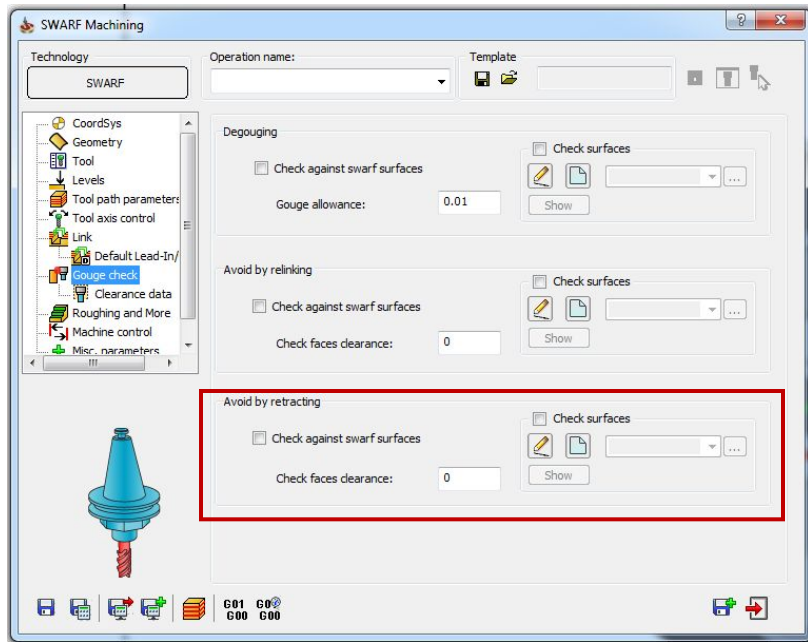 SWARF Machining
Technology
SWARF
Operation name:
Template
CoordSys
Geometry
Tool
Levels
Tool path parameters
Tool axis control
Link
Default Lead-In/
Gouge check
Clearance data
Roughing and More
Machine control
Misc. parameters
Degouging
Check against swarf surfaces
Gouge allowance: 0.01
Check surfaces
...
Show
Avoid by relinking
Check against swarf surfaces
Check faces clearance: 0
Check surfaces
...
Show
Avoid by retracting
Check against swarf surfaces
Check faces clearance: 0
Check surfaces
...
Show
G01 G00
G00 G00